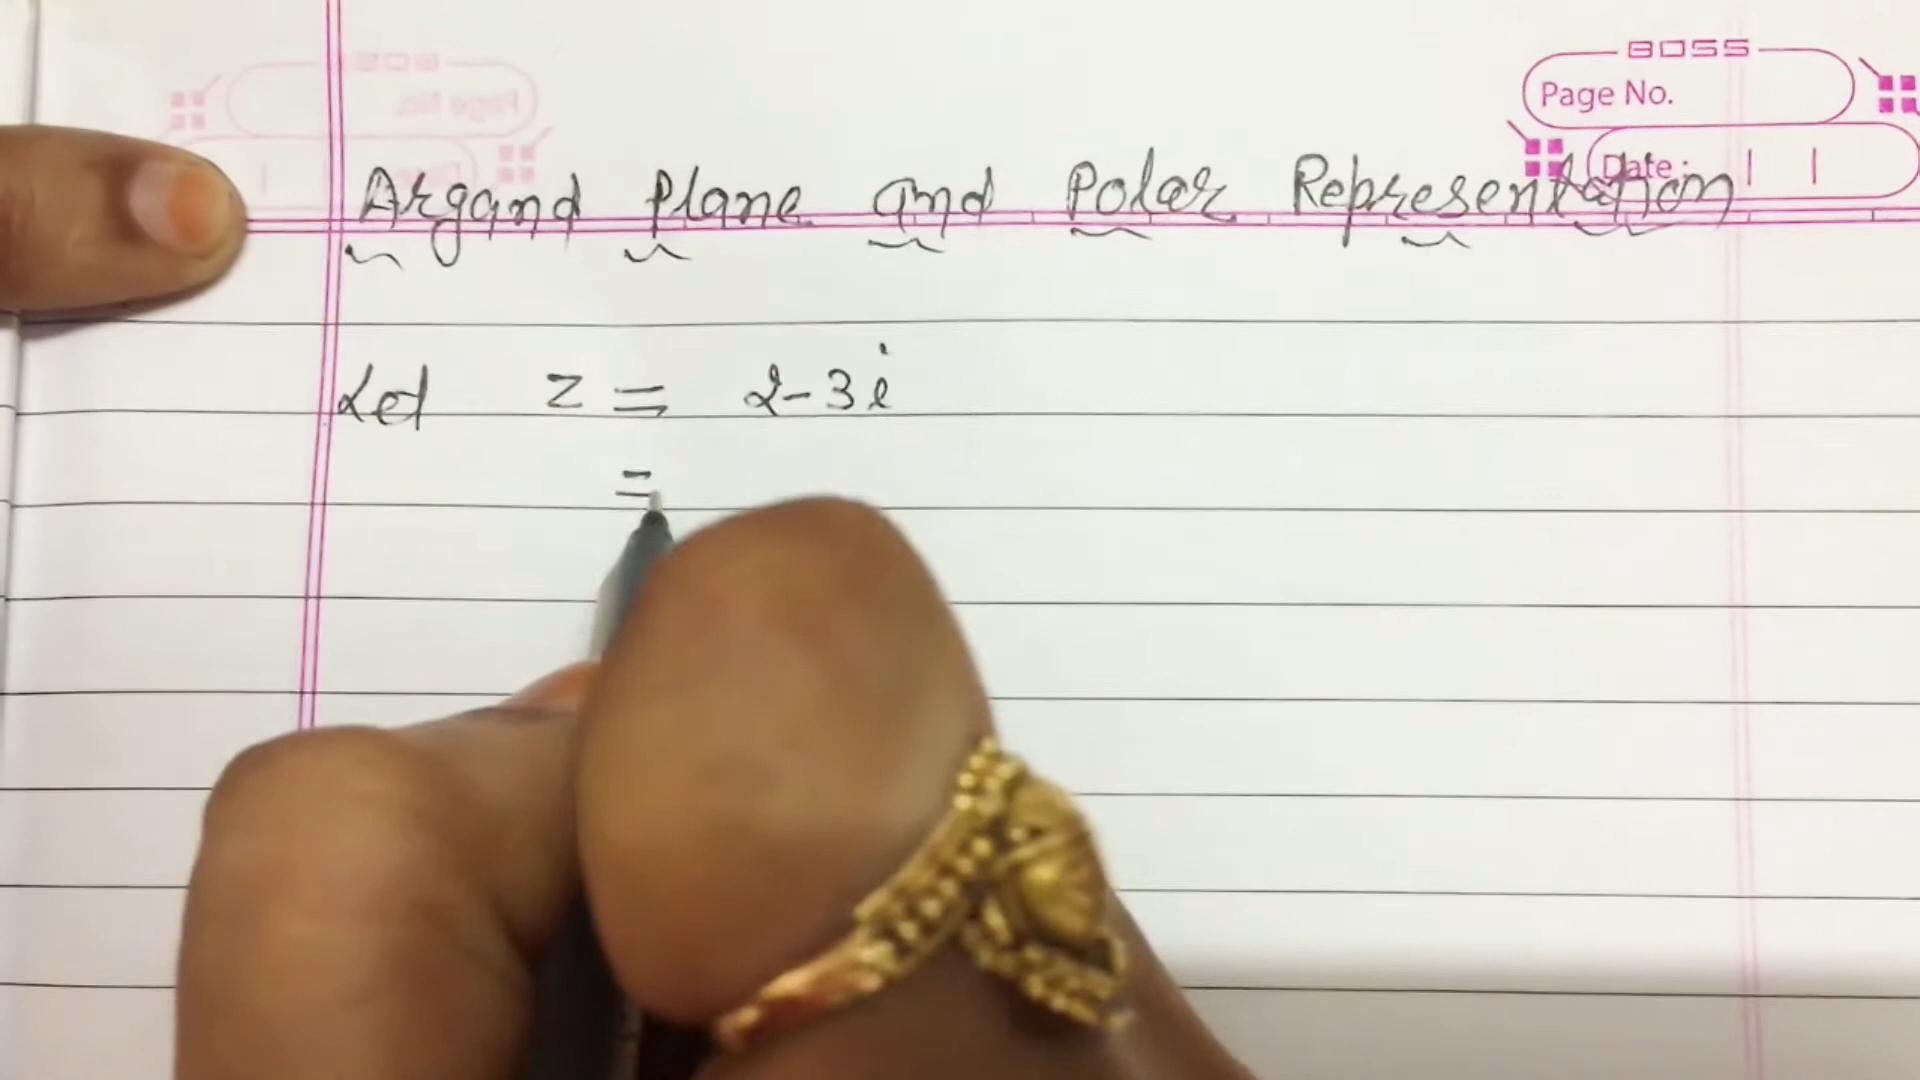 BOSS
Page No.
Date :
Argand Plane and Polar Representation
Let z = 2-3i
=